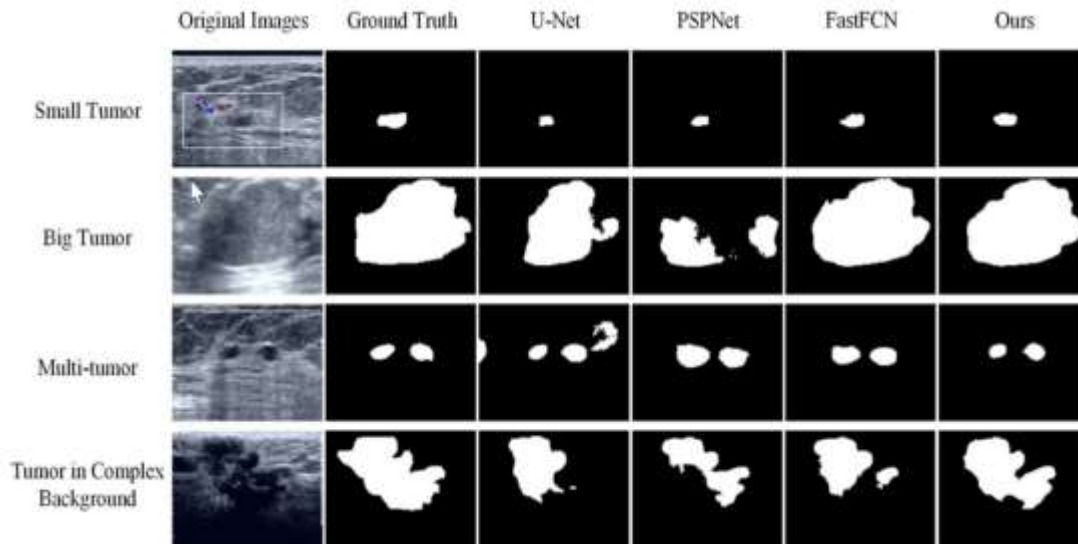 Original Images Ground Truth U-Net PSPNet FastFCN Ours
Small Tumor
Big Tumor
Multi-tumor
Tumor in Complex
Background